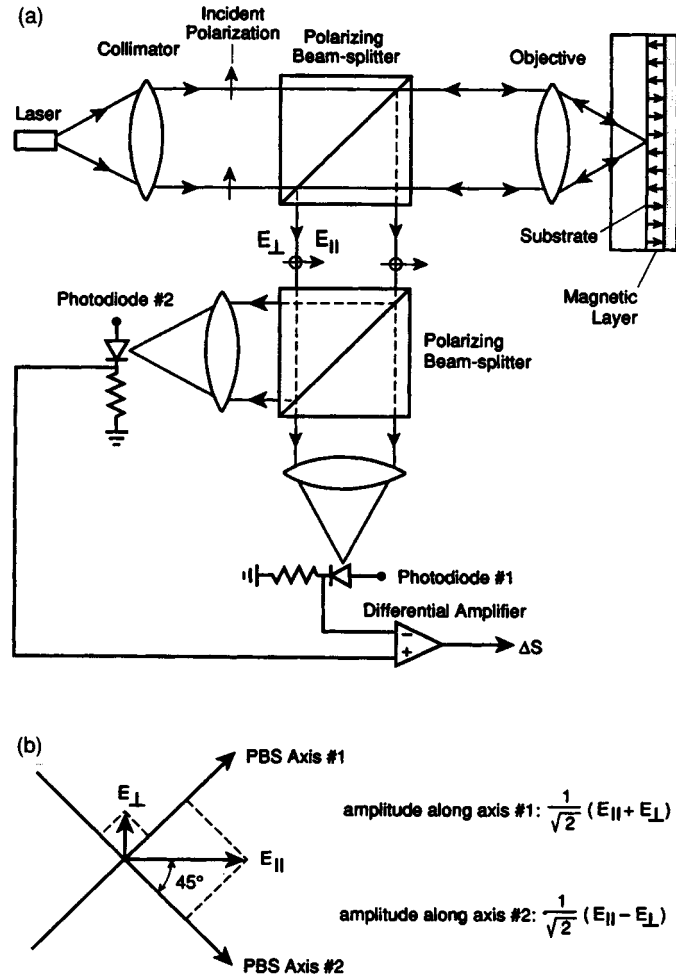 (a)
Incident
Polarization
Polarizing
Beam-splitter
Collimator
Objective
Laser
Substrate
Magnetic
Layer
E⊥ E||
Photodiode #2
Polarizing
Beam-splitter
Photodiode #1
Differential Amplifier
−
+
ΔS
(b)
PBS Axis #1
E⊥
amplitude along axis #1: 1/√2 (E|| + E⊥)
E||
45°
amplitude along axis #2: 1/√2 (E|| − E⊥)
PBS Axis #2